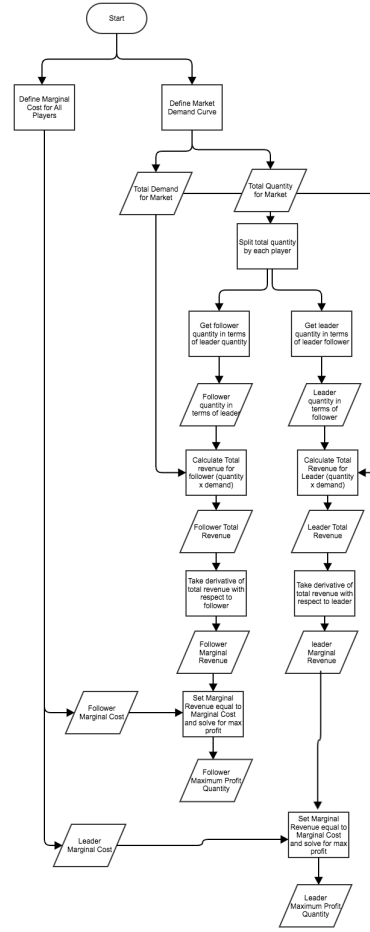 Start
Define Marginal
Cost for All
Players
Define Market
Demand Curve
Total Demand
for Market
Total Quantity
for Market
Split total quantity
by each player
Get follower
quantity in terms
of leader quantity
Get leader
quantity in terms
of leader follower
Follower
quantity in
terms of leader
Leader
quantity in
terms of
follower
Calculate Total
revenue for
follower (quantity
x demand)
Calculate Total
Revenue for
Leader (quantity
x demand)
Follower Total
Revenue
Leader Total
Revenue
Take derivative of
total revenue with
respect to
follower
Take derivative of
total revenue with
respect to leader
Follower
Marginal
Revenue
leader
Marginal
Revenue
Follower
Marginal Cost
Set Marginal
Revenue equal to
Marginal Cost
and solve for max
profit
Follower
Maximum Profit
Quantity
Leader
Marginal Cost
Set Marginal
Revenue equal to
Marginal Cost
and solve for max
profit
Leader
Maximum Profit
Quantity